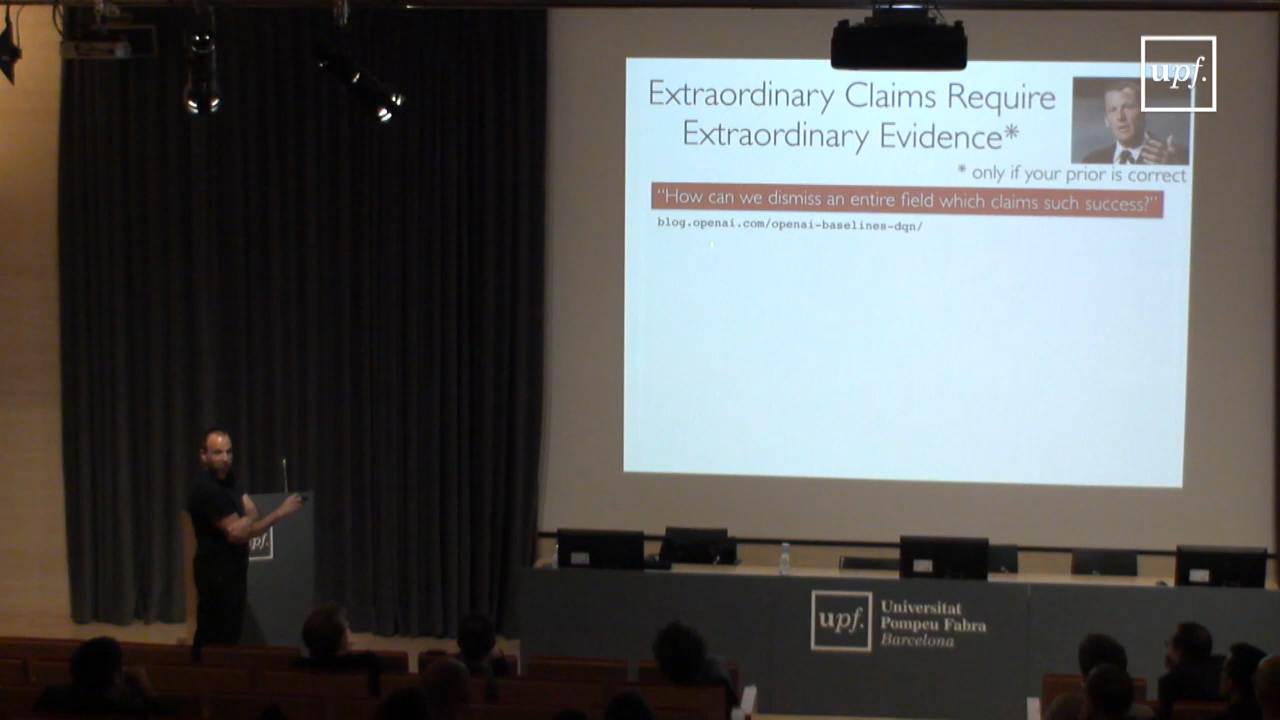 upf.
Extraordinary Claims Require
Extraordinary Evidence*
* only if your prior is correct
"How can we dismiss an entire field which claims such success?"
blog.openai.com/openai-baselines-dqn/
pf.
upf.
Universitat
Pompeu Fabra
Barcelona